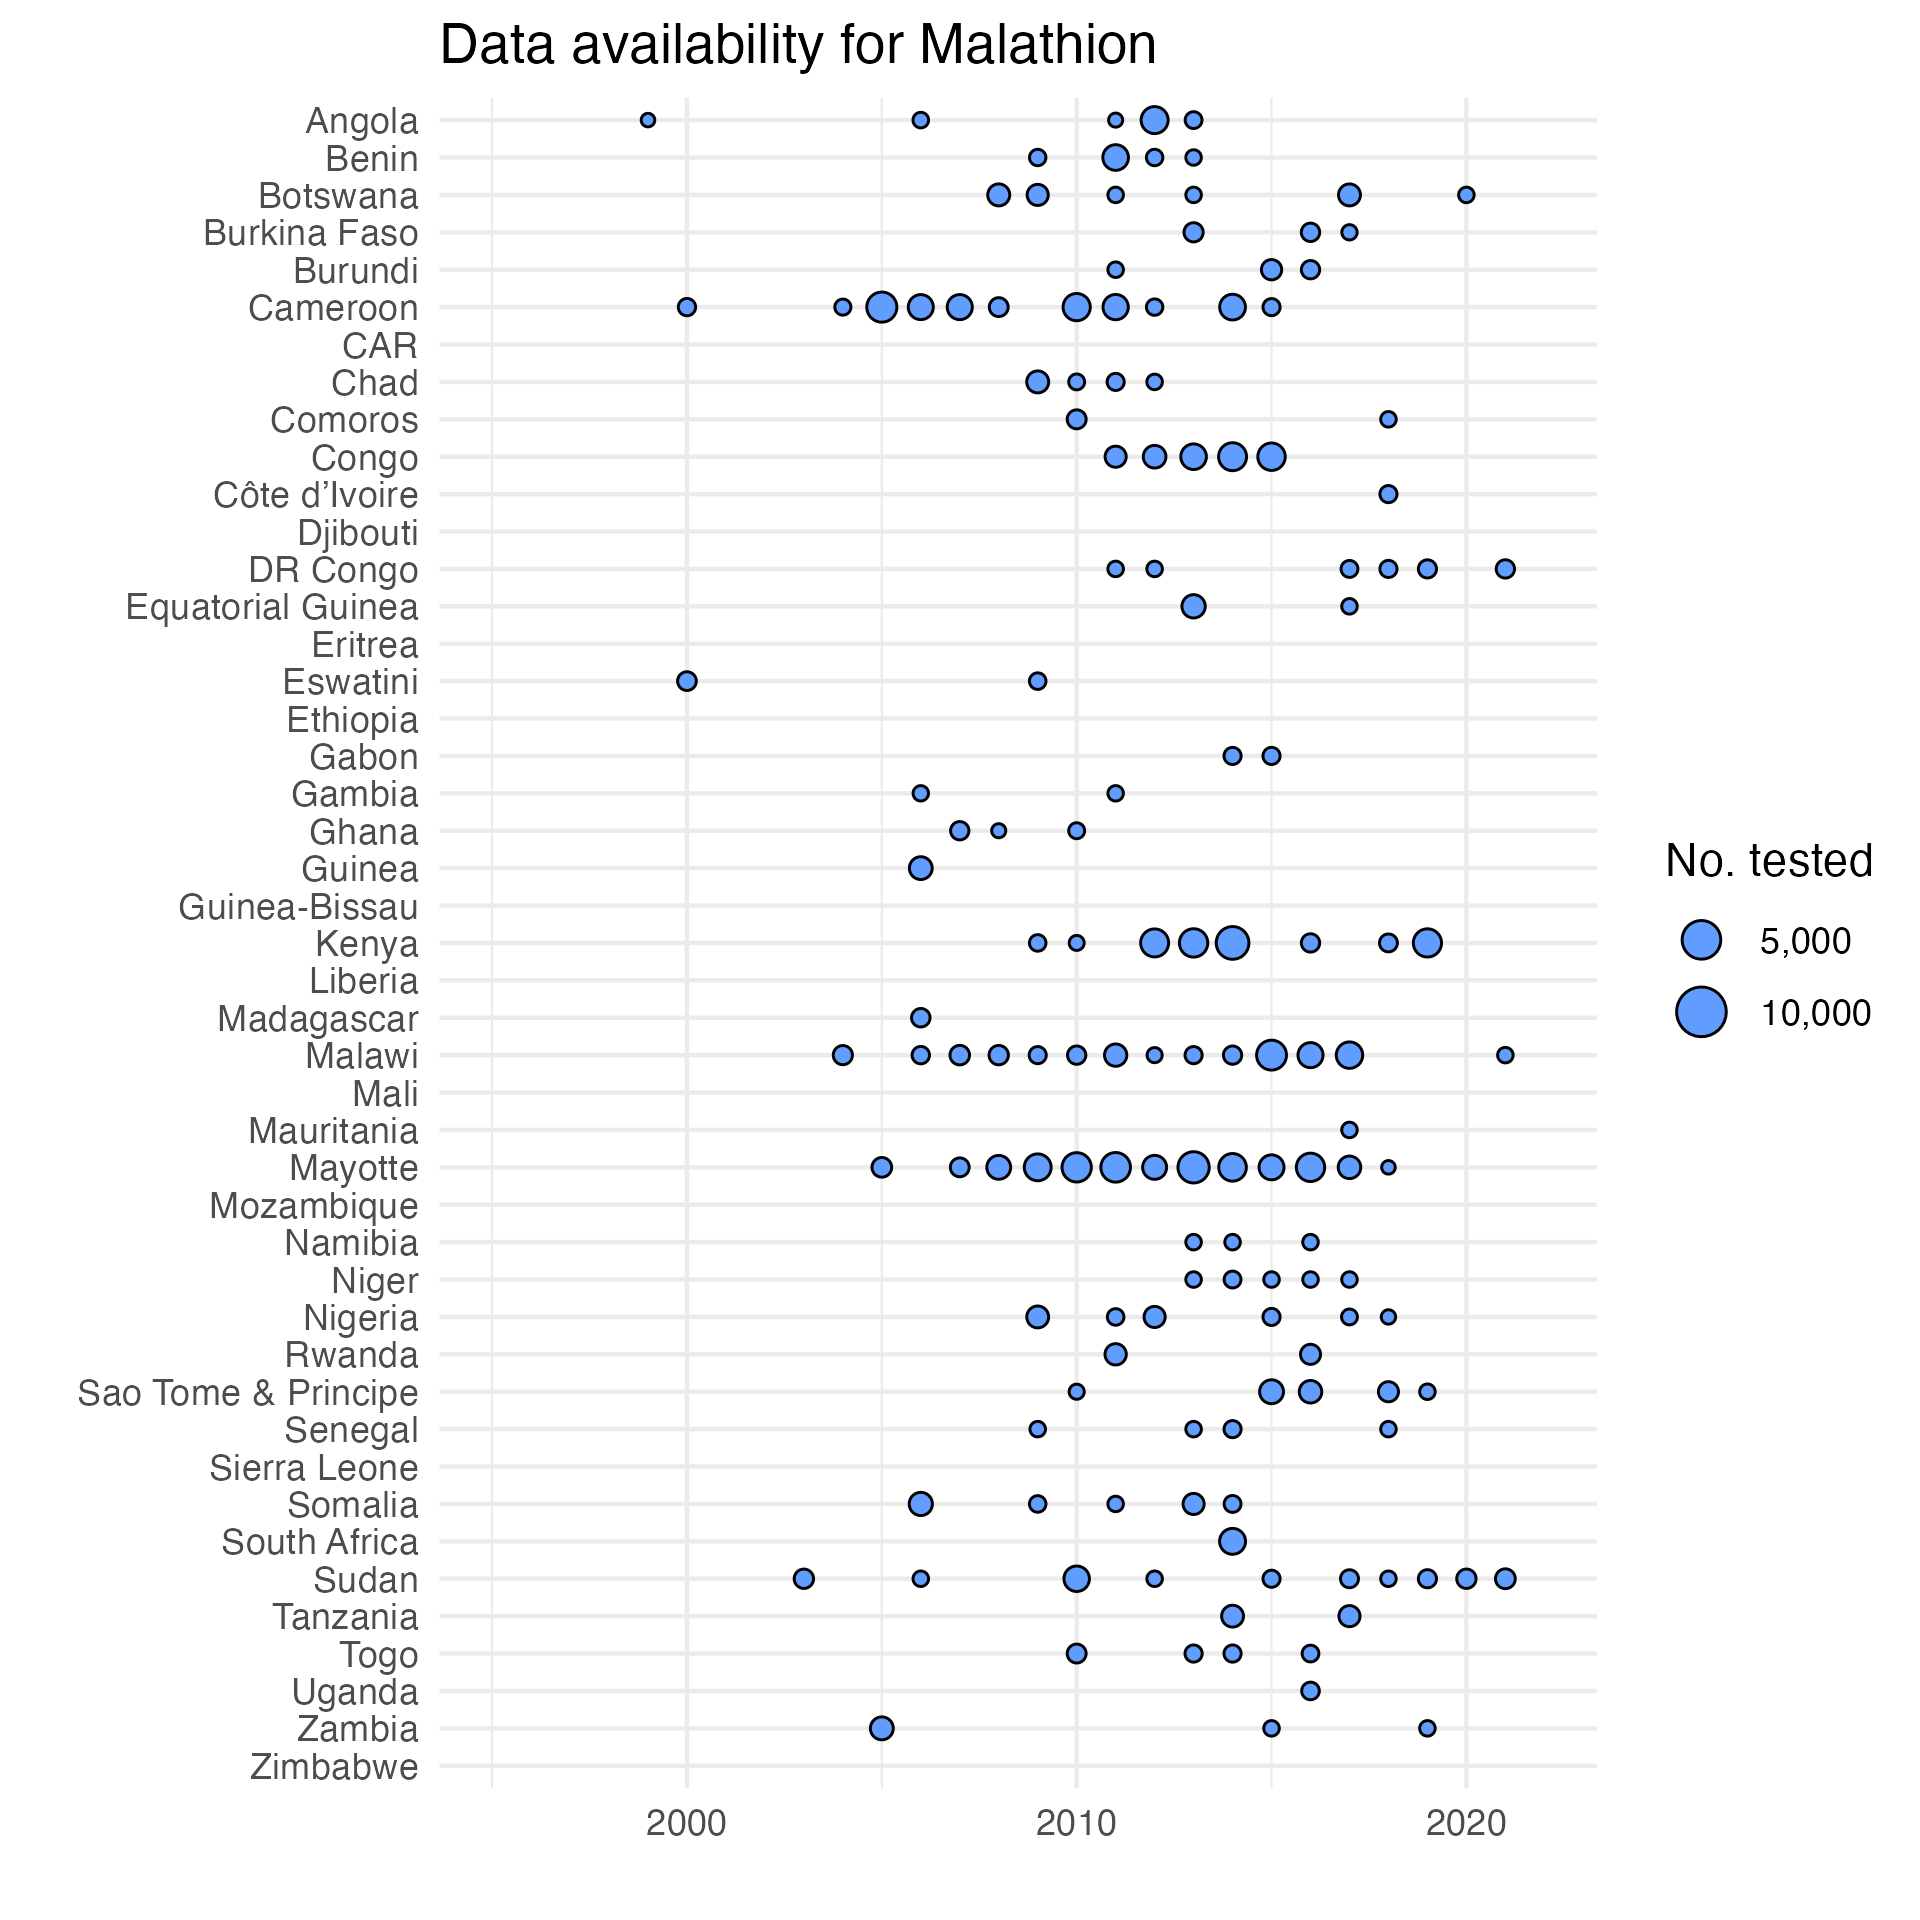 Data availability for Malathion
Angola
Benin
Botswana
Burkina Faso
Burundi
Cameroon
CAR
Chad
Comoros
Congo
Côte d’Ivoire
Djibouti
DR Congo
Equatorial Guinea
Eritrea
Eswatini
Ethiopia
Gabon
Gambia
Ghana
Guinea
Guinea-Bissau
Kenya
Liberia
Madagascar
Malawi
Mali
Mauritania
Mayotte
Mozambique
Namibia
Niger
Nigeria
Rwanda
Sao Tome & Principe
Senegal
Sierra Leone
Somalia
South Africa
Sudan
Tanzania
Togo
Uganda
Zambia
Zimbabwe
2000 2010 2020
No. tested
5,000
10,000